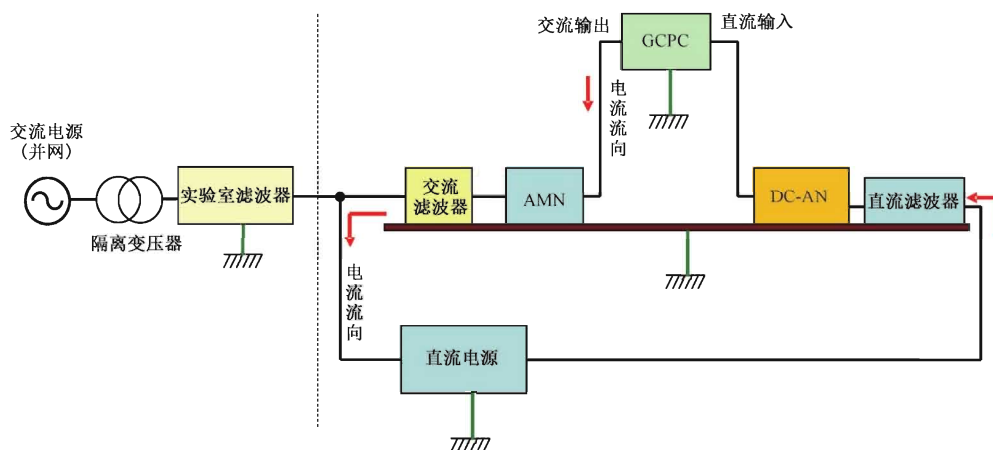 交流输出
GCPC
直流输入
电流流向
交流电源
（并网）
实验室滤波器
隔离变压器
交流
滤波器
AMN
DC-AN
直流滤波器
电流流向
直流电源